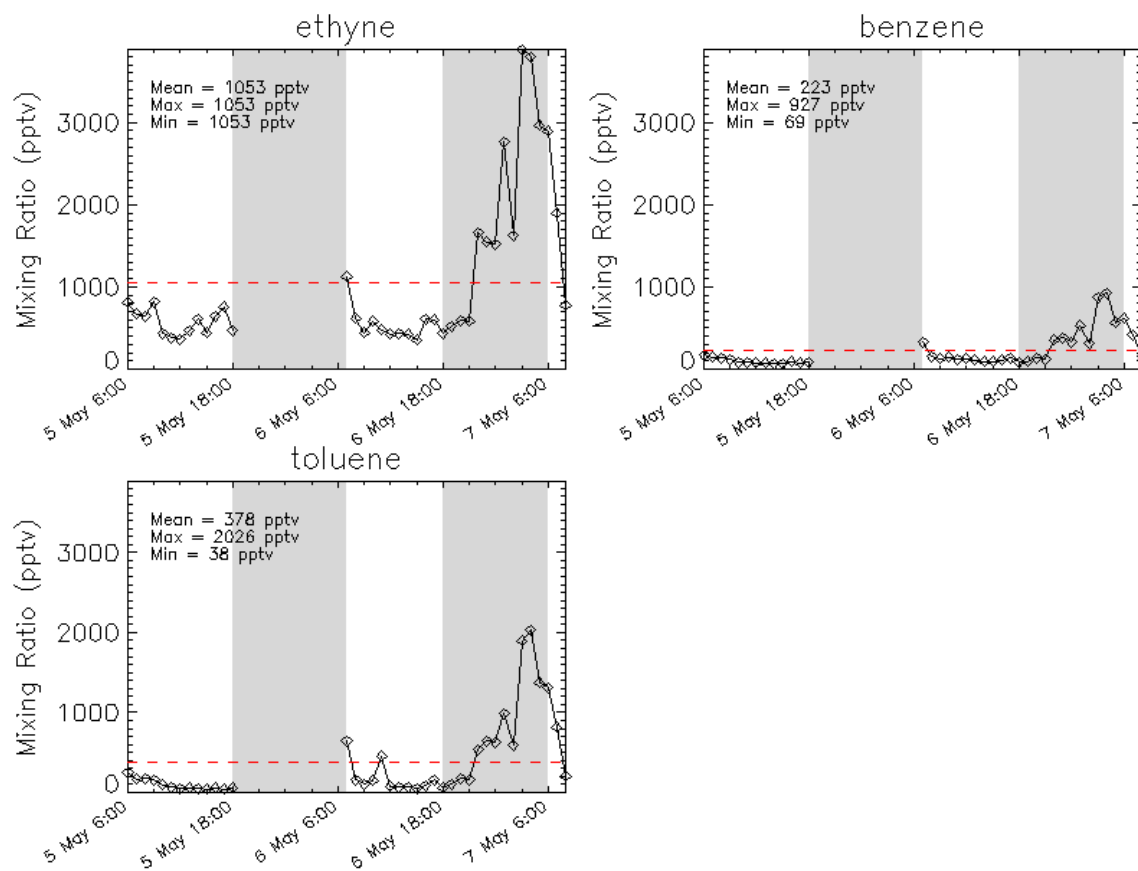 ethyne
Mean = 1053 pptv
Max = 1053 pptv
Min = 1053 pptv
Mixing Ratio (pptv)
3000
2000
1000
0
5 May 6:00
5 May 18:00
6 May 6:00
6 May 18:00
7 May 6:00
benzene
Mean = 223 pptv
Max = 927 pptv
Min = 69 pptv
Mixing Ratio (pptv)
3000
2000
1000
0
5 May 6:00
5 May 18:00
6 May 6:00
6 May 18:00
7 May 6:00
toluene
Mean = 378 pptv
Max = 2026 pptv
Min = 38 pptv
Mixing Ratio (pptv)
3000
2000
1000
0
5 May 6:00
5 May 18:00
6 May 6:00
6 May 18:00
7 May 6:00